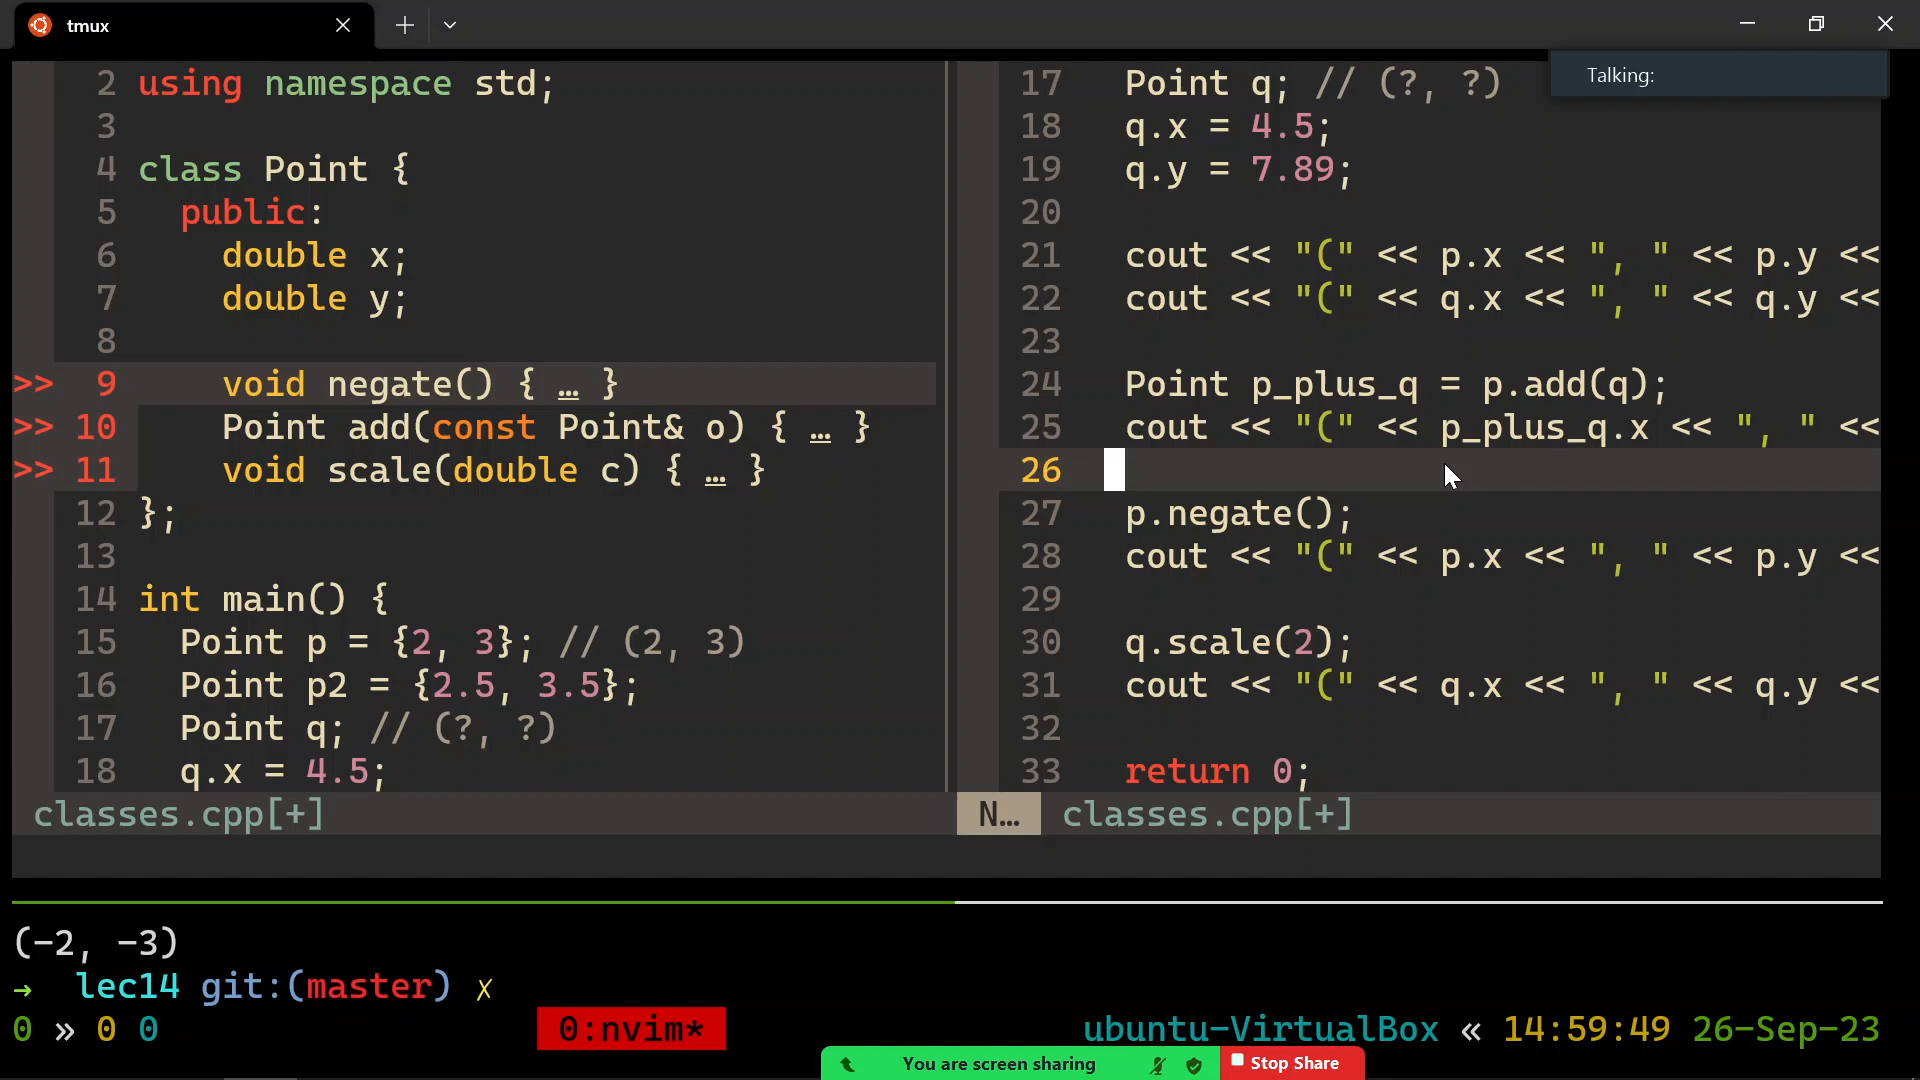 tmux
Talking:
2 using namespace std;
3
4 class Point {
5 public:
6 double x;
7 double y;
8
>> 9 void negate() { … }
>> 10 Point add(const Point& o) { … }
>> 11 void scale(double c) { … }
12 };
13
14 int main() {
15 Point p = {2, 3}; // (2, 3)
16 Point p2 = {2.5, 3.5};
17 Point q; // (?, ?)
18 q.x = 4.5;
classes.cpp[+]
17 Point q; // (?, ?)
18 q.x = 4.5;
19 q.y = 7.89;
20
21 cout << "(" << p.x << ", " << p.y <<
22 cout << "(" << q.x << ", " << q.y <<
23
24 Point p_plus_q = p.add(q);
25 cout << "(" << p_plus_q.x << ", " <<
26
27 p.negate();
28 cout << "(" << p.x << ", " << p.y <<
29
30 q.scale(2);
31 cout << "(" << q.x << ", " << q.y <<
32
33 return 0;
N… classes.cpp[+]
(-2, -3)
→ lec14 git:(master) ✗
0 » 0 0 0:nvim* ubuntu-VirtualBox « 14:59:49 26-Sep-23
You are screen sharing Stop Share